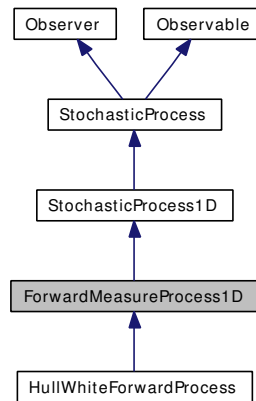 Observer
Observable
StochasticProcess
StochasticProcess1D
ForwardMeasureProcess1D
HullWhiteForwardProcess